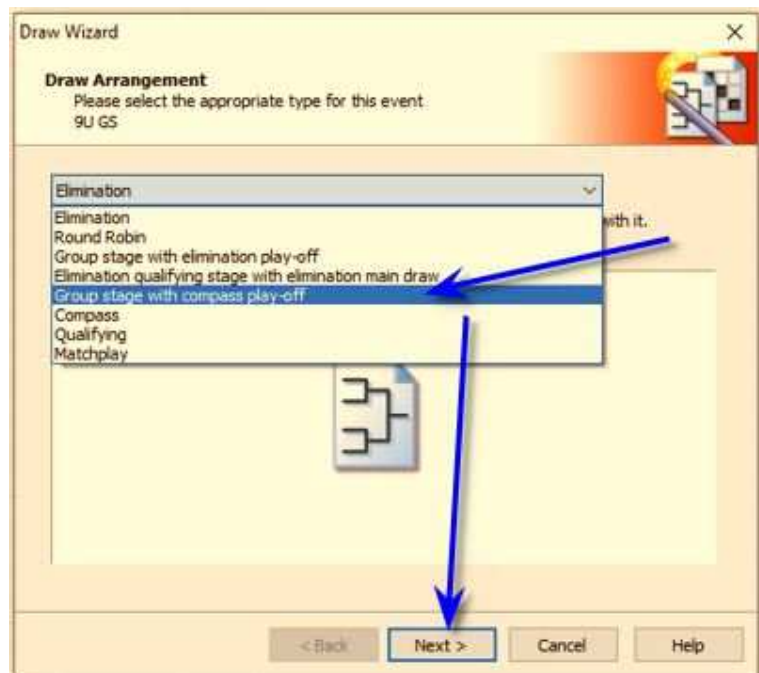 Draw Wizard
Draw Arrangement
Please select the appropriate type for this event
9U GS
Elimination
with it.
Elimination
Round Robin
Group stage with elimination play-off
Elimination qualifying stage with elimination main draw
Group stage with compass play-off
Compass
Qualifying
Matchplay
< Back Next > Cancel Help